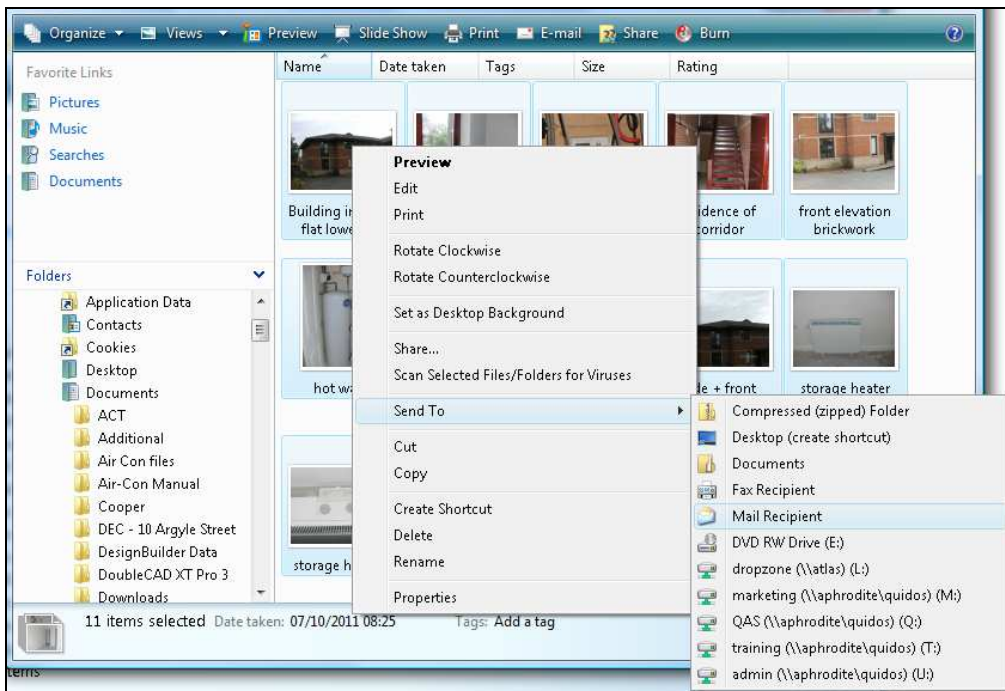 Organize Views Preview Slide Show Print E-mail Share Burn
Favorite Links
Pictures
Music
Searches
Documents
Name Date taken Tags Size Rating
Building in
flat lowe
idence of
corridor
front elevation
brickwork
hot wa
de + front
storage heater
storage h
Folders
Application Data
Contacts
Cookies
Desktop
Documents
ACT
Additional
Air Con files
Air-Con Manual
Cooper
DEC - 10 Argyle Street
DesignBuilder Data
DoubleCAD XT Pro 3
Downloads
Preview
Edit
Print
Rotate Clockwise
Rotate Counterclockwise
Set as Desktop Background
Share...
Scan Selected Files/Folders for Viruses
Send To
Cut
Copy
Create Shortcut
Delete
Rename
Properties
Compressed (zipped) Folder
Desktop (create shortcut)
Documents
Fax Recipient
Mail Recipient
DVD RW Drive (E:)
dropzone (\\atlas) (L:)
marketing (\\aphrodite\quidos) (M:)
QAS (\\aphrodite\quidos) (Q:)
training (\\aphrodite\quidos) (T:)
admin (\\aphrodite\quidos) (U:)
11 items selected Date taken: 07/10/2011 08:25 Tags: Add a tag